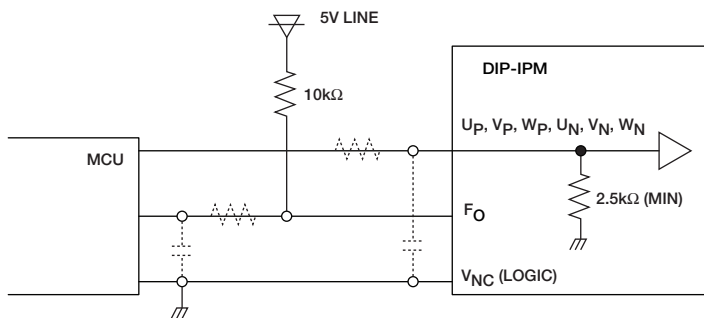 5V LINE
DIP-IPM
10kΩ
MCU
UP, VP, WP, UN, VN, WN
2.5kΩ (MIN)
FO
VNC (LOGIC)